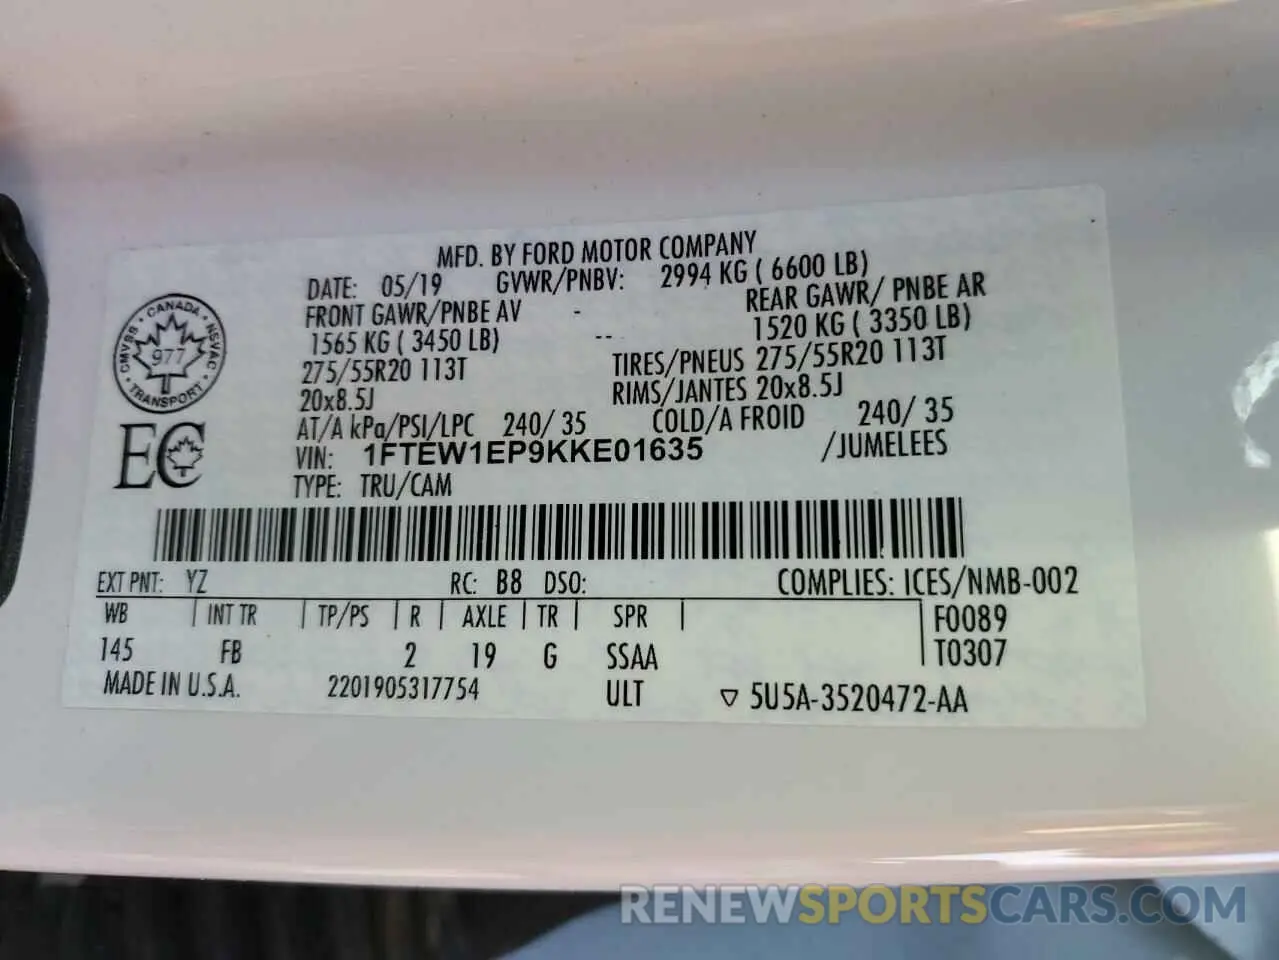 MFD. BY FORD MOTOR COMPANY
DATE: 05/19 GVWR/PNBV: 2994 KG ( 6600 LB)
FRONT GAWR/PNBE AV - REAR GAWR/ PNBE AR
1565 KG ( 3450 LB) -- 1520 KG ( 3350 LB)
275/55R20 113T TIRES/PNEUS 275/55R20 113T
20x8.5J RIMS/JANTES 20x8.5J
AT/A kPa/PSI/LPC 240/ 35 COLD/A FROID 240/ 35
VIN: 1FTEW1EP9KKE01635 /JUMELEES
TYPE: TRU/CAM
CANADA
CMVSS NSVAC
977
TRANSPORT
EC
EXT PNT: YZ RC: B8 DSO: COMPLIES: ICES/NMB-002
WB | INT TR | TP/PS | R | AXLE | TR | SPR | F0089
145 FB 2 19 G SSAA T0307
MADE IN U.S.A. 2201905317754 ULT ▽ 5U5A-3520472-AA
RENEWSPORTSCARS.COM